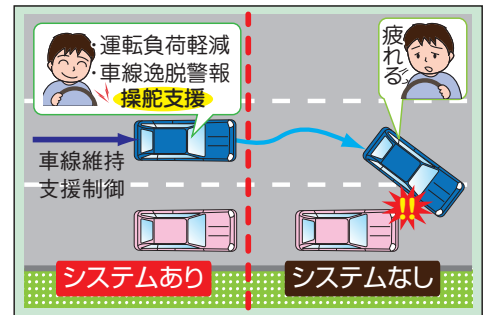 ・運転負荷軽減
・車線逸脱警報
操舵支援
疲れる
車線維持
支援制御
!!
システムあり
システムなし